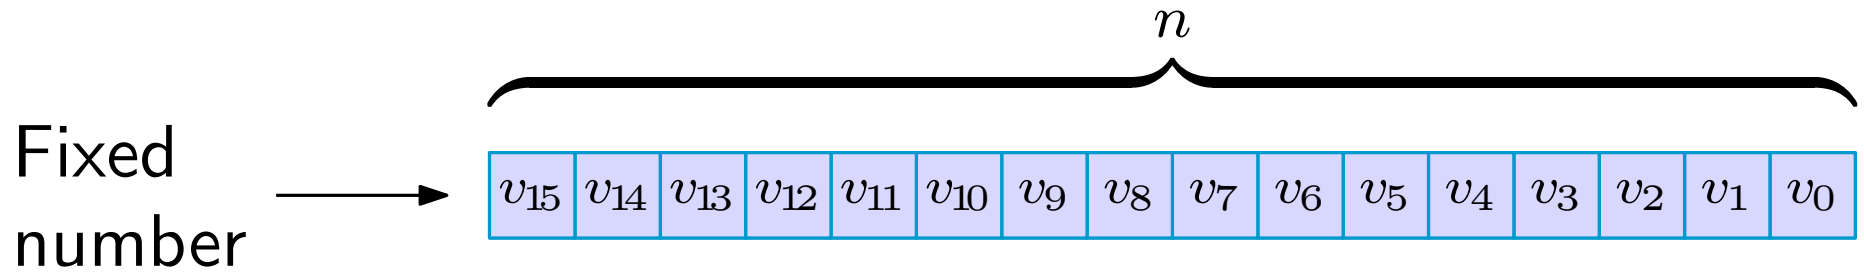 n
Fixed
number
v₁₅ v₁₄ v₁₃ v₁₂ v₁₁ v₁₀ v₉ v₈ v₇ v₆ v₅ v₄ v₃ v₂ v₁ v₀